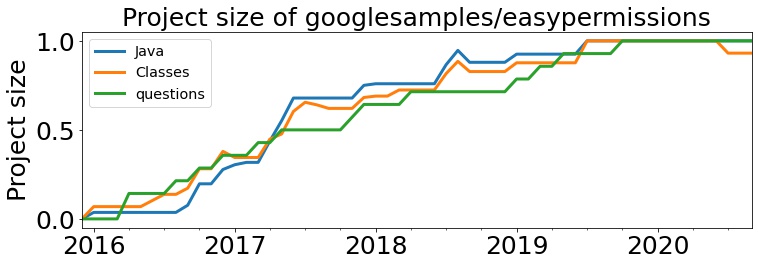 Project size of googlesamples/easypermissions
Project size
1.0
0.5
0.0
Java
Classes
questions
2016 2017 2018 2019 2020